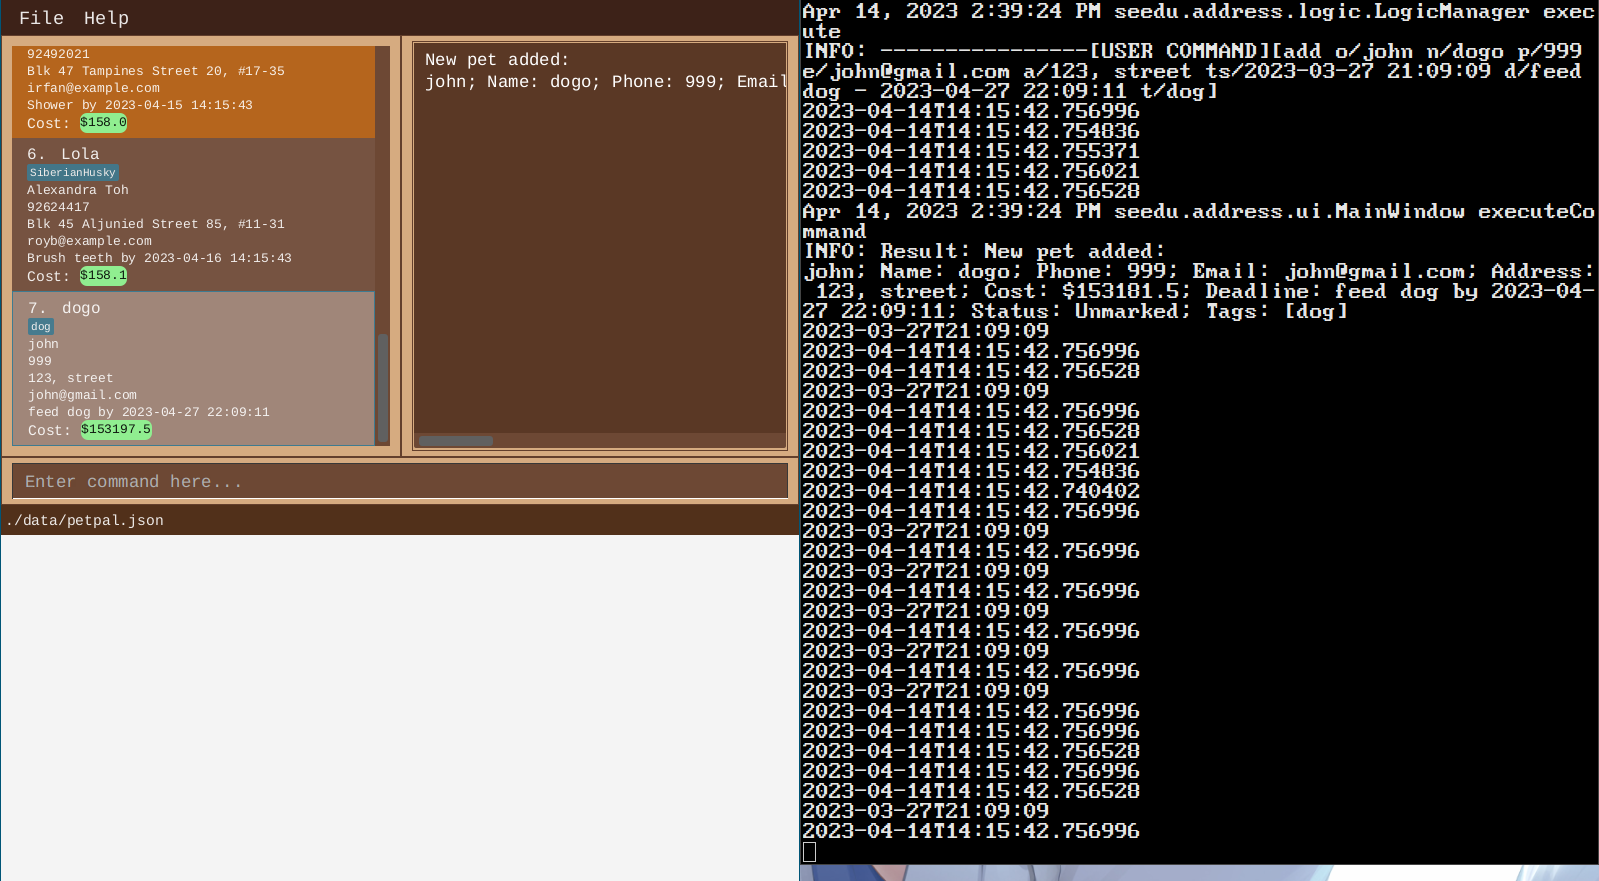 File Help
92492021
Blk 47 Tampines Street 20, #17-35
irfan@example.com
Shower by 2023-04-15 14:15:43
Cost: $158.0
6. Lola
SiberianHusky
Alexandra Toh
92624417
Blk 45 Aljunied Street 85, #11-31
royb@example.com
Brush teeth by 2023-04-16 14:15:43
Cost: $158.1
7. dogo
dog
john
999
123, street
john@gmail.com
feed dog by 2023-04-27 22:09:11
Cost: $153197.5
New pet added:
john; Name: dogo; Phone: 999; Email
Enter command here...
./data/petpal.json
Apr 14, 2023 2:39:24 PM seedu.address.logic.LogicManager exec
ute
INFO: ----------------[USER COMMAND][add o/john n/dogo p/999
e/john@gmail.com a/123, street ts/2023-03-27 21:09:09 d/feed
dog - 2023-04-27 22:09:11 t/dog]
2023-04-14T14:15:42.756996
2023-04-14T14:15:42.754836
2023-04-14T14:15:42.755371
2023-04-14T14:15:42.756021
2023-04-14T14:15:42.756528
Apr 14, 2023 2:39:24 PM seedu.address.ui.MainWindow executeCo
mmand
INFO: Result: New pet added:
john; Name: dogo; Phone: 999; Email: john@gmail.com; Address:
123, street; Cost: $153181.5; Deadline: feed dog by 2023-04-
27 22:09:11; Status: Unmarked; Tags: [dog]
2023-03-27T21:09:09
2023-04-14T14:15:42.756996
2023-04-14T14:15:42.756528
2023-03-27T21:09:09
2023-04-14T14:15:42.756996
2023-04-14T14:15:42.756528
2023-04-14T14:15:42.756021
2023-04-14T14:15:42.754836
2023-04-14T14:15:42.740402
2023-04-14T14:15:42.756996
2023-03-27T21:09:09
2023-04-14T14:15:42.756996
2023-03-27T21:09:09
2023-04-14T14:15:42.756996
2023-03-27T21:09:09
2023-04-14T14:15:42.756996
2023-03-27T21:09:09
2023-04-14T14:15:42.756996
2023-03-27T21:09:09
2023-04-14T14:15:42.756996
2023-04-14T14:15:42.756996
2023-04-14T14:15:42.756528
2023-04-14T14:15:42.756996
2023-04-14T14:15:42.756528
2023-03-27T21:09:09
2023-04-14T14:15:42.756996